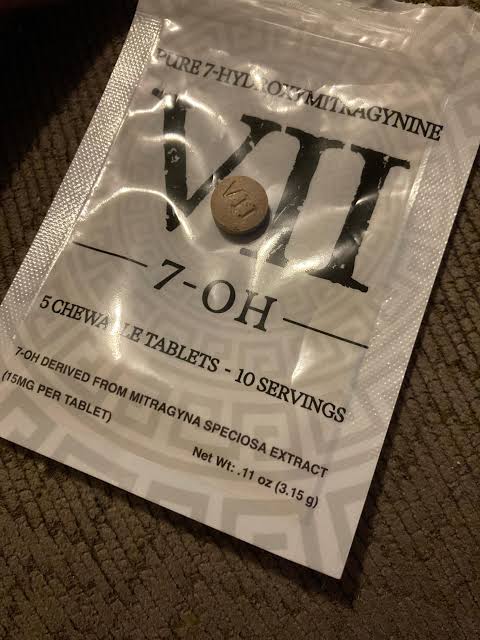 PURE 7-HYDROXYMITRAGYNINE
VII
VII
7-OH
5 CHEWABLE TABLETS - 10 SERVINGS
7-OH DERIVED FROM MITRAGYNA SPECIOSA EXTRACT
(15MG PER TABLET)
Net Wt: .11 oz (3.15 g)